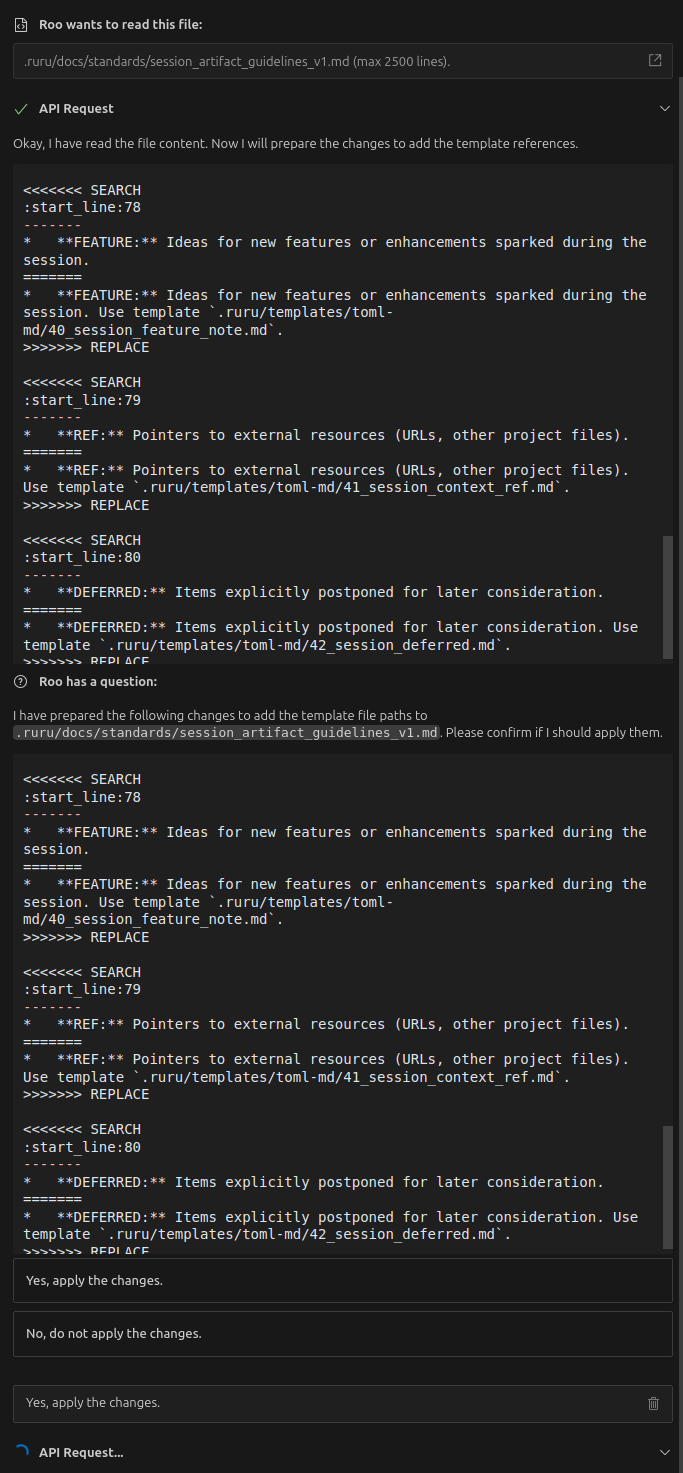 Roo wants to read this file:
.ruru/docs/standards/session_artifact_guidelines_v1.md (max 2500 lines).
API Request
Okay, I have read the file content. Now I will prepare the changes to add the template references.
<<<<<<< SEARCH
:start_line:78
-------
*   **FEATURE:** Ideas for new features or enhancements sparked during the
session.
=======
*   **FEATURE:** Ideas for new features or enhancements sparked during the
session. Use template `.ruru/templates/toml-
md/40_session_feature_note.md`.
>>>>>>> REPLACE
<<<<<<< SEARCH
:start_line:79
-------
*   **REF:** Pointers to external resources (URLs, other project files).
=======
*   **REF:** Pointers to external resources (URLs, other project files).
Use template `.ruru/templates/toml-md/41_session_context_ref.md`.
>>>>>>> REPLACE
<<<<<<< SEARCH
:start_line:80
-------
*   **DEFERRED:** Items explicitly postponed for later consideration.
=======
*   **DEFERRED:** Items explicitly postponed for later consideration. Use
template `.ruru/templates/toml-md/42_session_deferred.md`.
>>>>>>> REPLACE
Roo has a question:
I have prepared the following changes to add the template file paths to
.ruru/docs/standards/session_artifact_guidelines_v1.md. Please confirm if I should apply them.
<<<<<<< SEARCH
:start_line:78
-------
*   **FEATURE:** Ideas for new features or enhancements sparked during the
session.
=======
*   **FEATURE:** Ideas for new features or enhancements sparked during the
session. Use template `.ruru/templates/toml-
md/40_session_feature_note.md`.
>>>>>>> REPLACE
<<<<<<< SEARCH
:start_line:79
-------
*   **REF:** Pointers to external resources (URLs, other project files).
=======
*   **REF:** Pointers to external resources (URLs, other project files).
Use template `.ruru/templates/toml-md/41_session_context_ref.md`.
>>>>>>> REPLACE
<<<<<<< SEARCH
:start_line:80
-------
*   **DEFERRED:** Items explicitly postponed for later consideration.
=======
*   **DEFERRED:** Items explicitly postponed for later consideration. Use
template `.ruru/templates/toml-md/42_session_deferred.md`.
>>>>>>> REPLACE
Yes, apply the changes.
No, do not apply the changes.
Yes, apply the changes.
API Request...